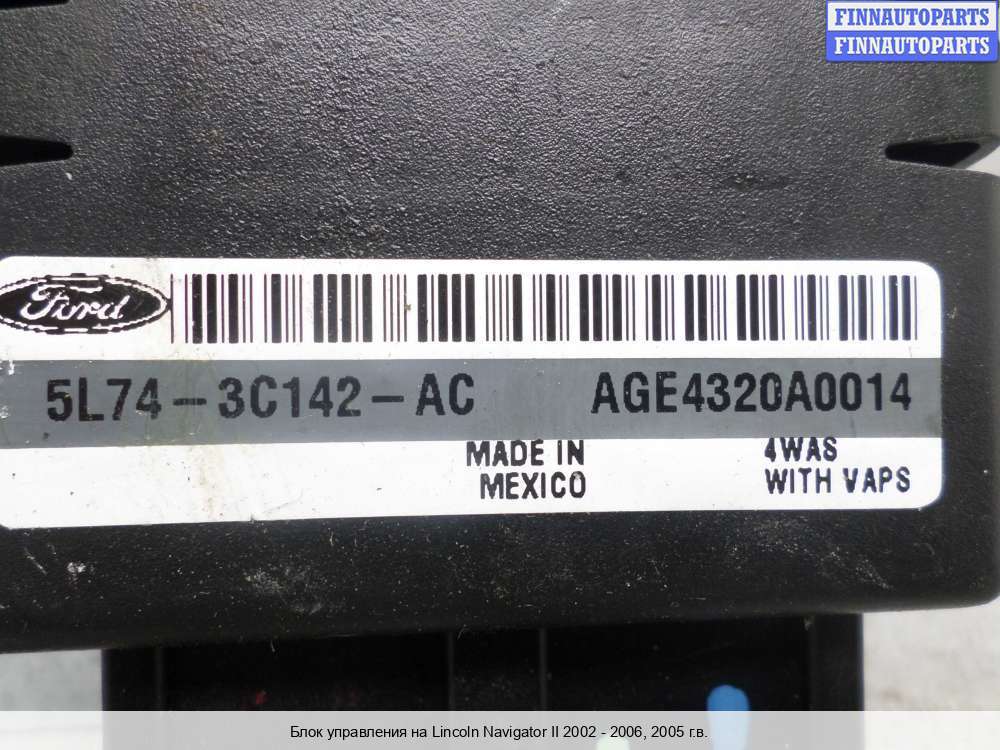 FINNAUTOPARTS
FINNAUTOPARTS
Ford
5L74-3C142-AC AGE4320A0014
MADE IN
MEXICO
4WAS
WITH VAPS
Блок управления на Lincoln Navigator II 2002 - 2006, 2005 г.в.